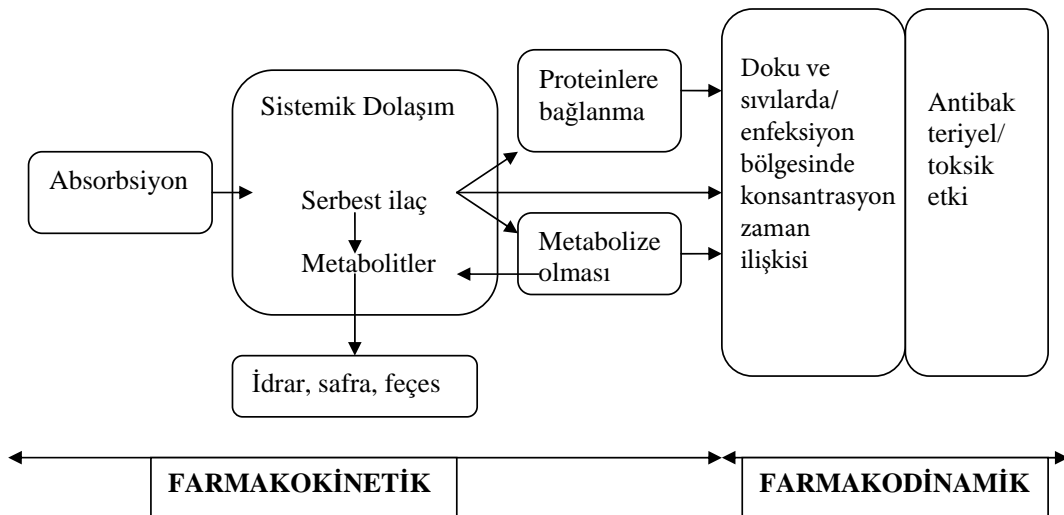 Absorbsiyon
Sistemik Dolaşım
Serbest ilaç
Metabolitler
İdrar, safra, feçes
Proteinlere
bağlanma
Metabolize
olması
Doku ve
sıvılarda/
enfeksiyon
bölgesinde
konsantrasyon
zaman
ilişkisi
Antibak
teriyel/
toksik
etki
FARMAKOKİNETİK
FARMAKODİNAMİK